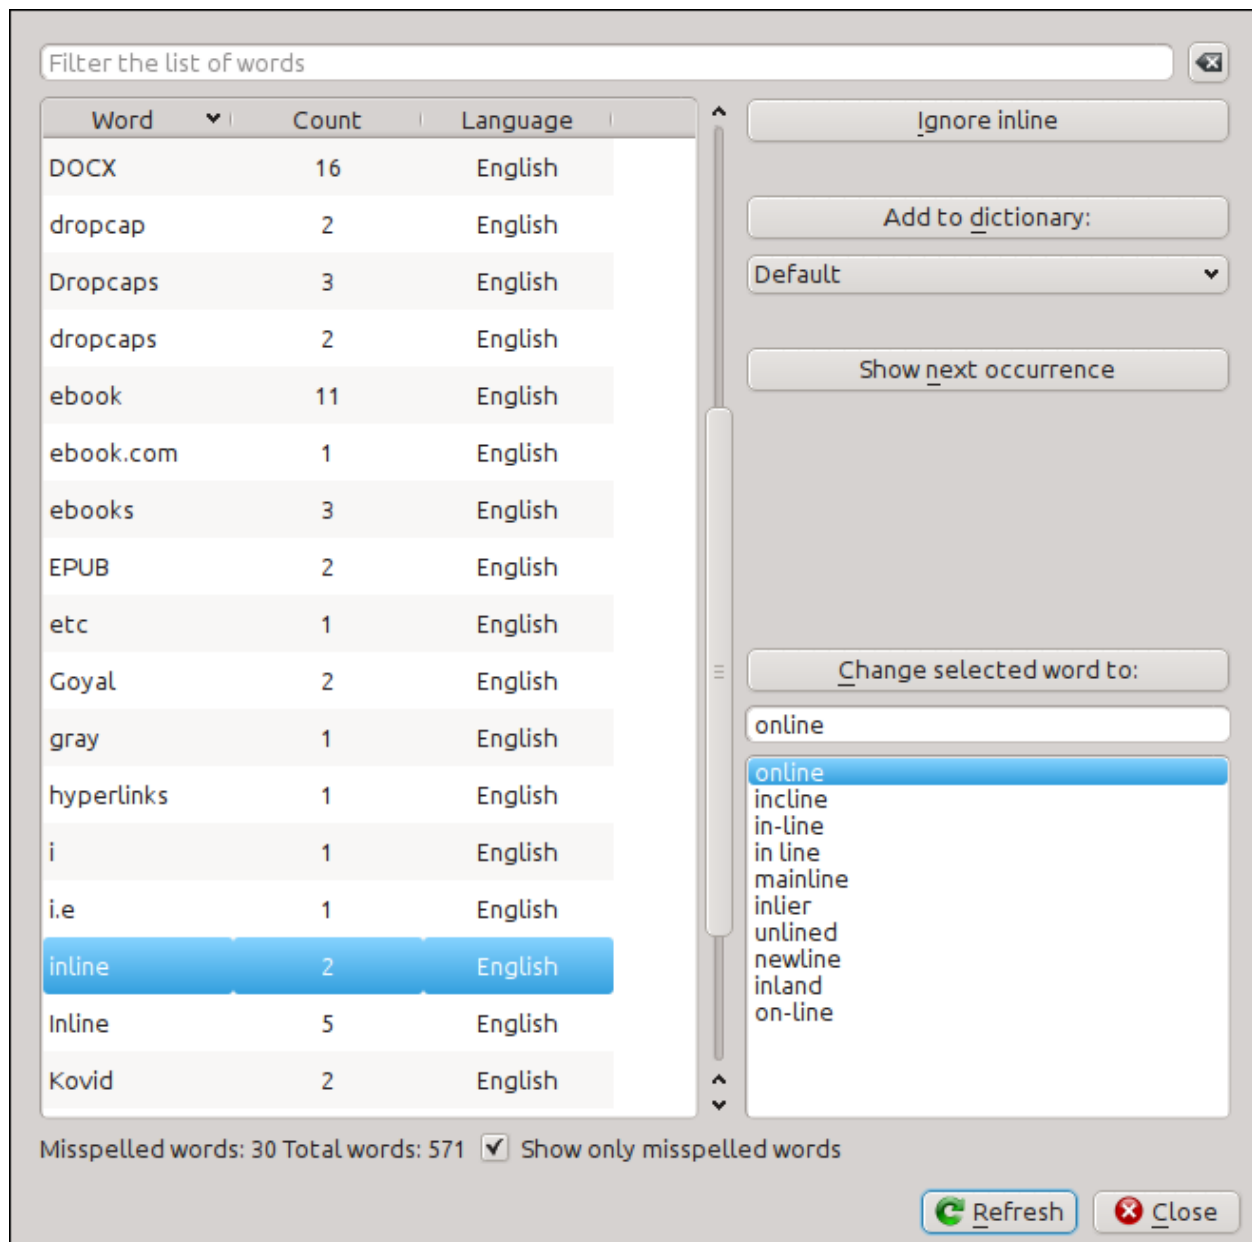 Filter the list of words
Word Count Language
DOCX 16 English
dropcap 2 English
Dropcaps 3 English
dropcaps 2 English
ebook 11 English
ebook.com 1 English
ebooks 3 English
EPUB 2 English
etc 1 English
Goyal 2 English
gray 1 English
hyperlinks 1 English
i 1 English
i.e 1 English
inline 2 English
Inline 5 English
Kovid 2 English
Ignore inline
Add to dictionary:
Default
Show next occurrence
Change selected word to:
online
online
incline
in-line
in line
mainline
inlier
unlined
newline
inland
on-line
Misspelled words: 30 Total words: 571 Show only misspelled words
Refresh Close